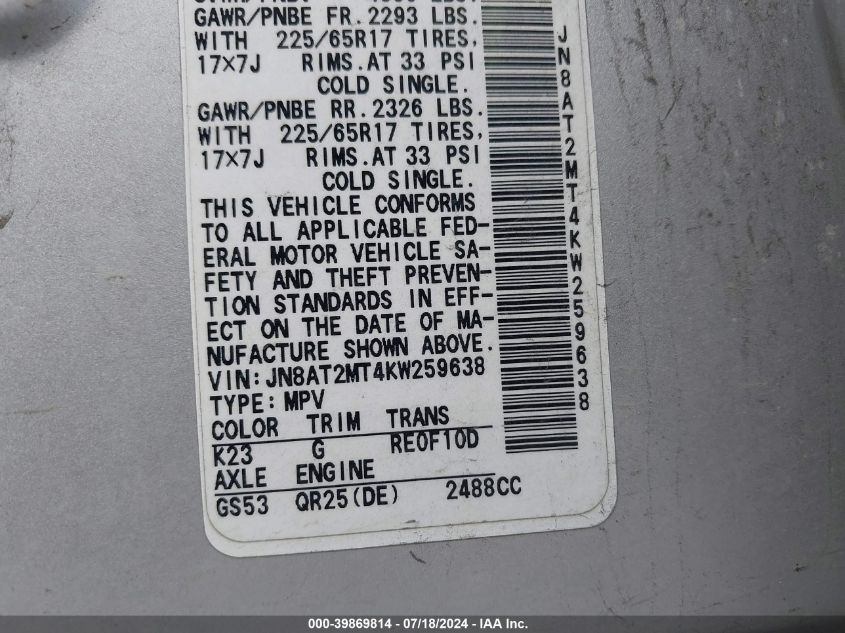 GAWR/PNBE FR. 2293 LBS.
WITH 225/65R17 TIRES,
17×7J RIMS. AT 33 PSI
COLD SINGLE.
GAWR/PNBE RR. 2326 LBS.
WITH 225/65R17 TIRES,
17×7J RIMS. AT 33 PSI
COLD SINGLE.
THIS VEHICLE CONFORMS
TO ALL APPLICABLE FED-
ERAL MOTOR VEHICLE SA-
FETY AND THEFT PREVEN-
TION STANDARDS IN EFF-
ECT ON THE DATE OF MA-
NUFACTURE SHOWN ABOVE.
VIN: JN8AT2MT4KW259638
TYPE: MPV
COLOR TRIM TRANS
K23 G RE0F10D
AXLE ENGINE
GS53 QR25(DE) 2488CC
JN8AT2MT4KW259638
000-39869814 - 07/18/2024 - IAA Inc.